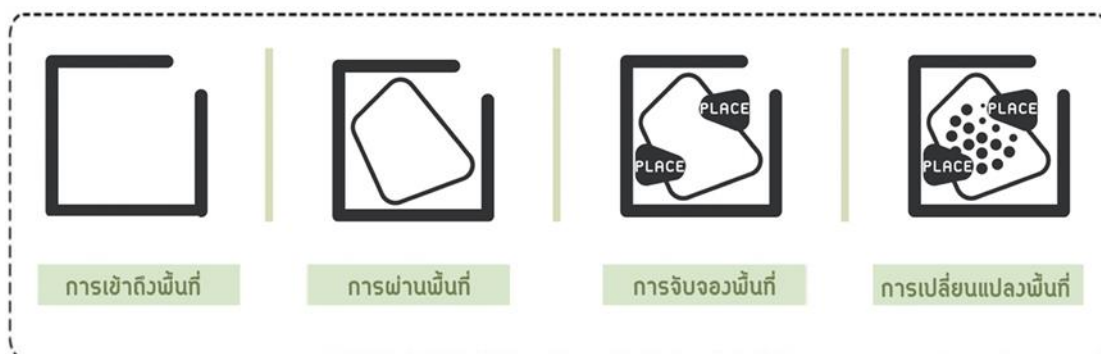 PLACE
PLACE
PLACE
PLACE
การเข้าถึงพื้นที่
การผ่านพื้นที่
การจับจองพื้นที่
การเปลี่ยนแปลงพื้นที่